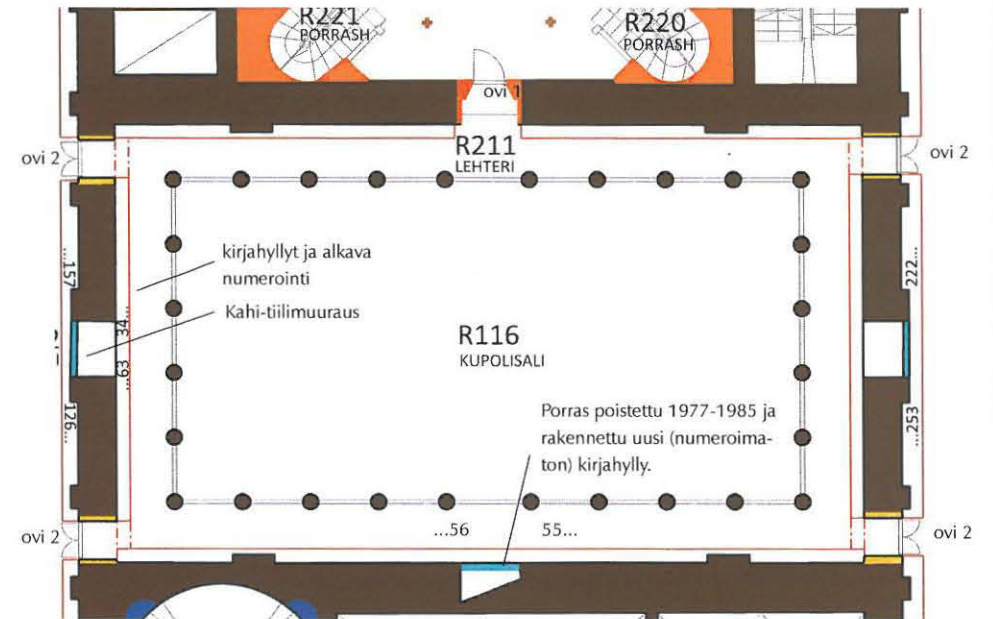 R221
PORRASH
R220
PORRASH
ovi 1
R211
LEHTERI
ovi 2
ovi 2
kirjahyllyt ja alkava
numerointi
Kahi-tiilimuuraus
...157
34...
...63
126...
222...
...253
R116
KUPOLISALI
Porras poistettu 1977-1985 ja
rakennettu uusi (numeroima-
ton) kirjahylly.
...56
55...
ovi 2
ovi 2